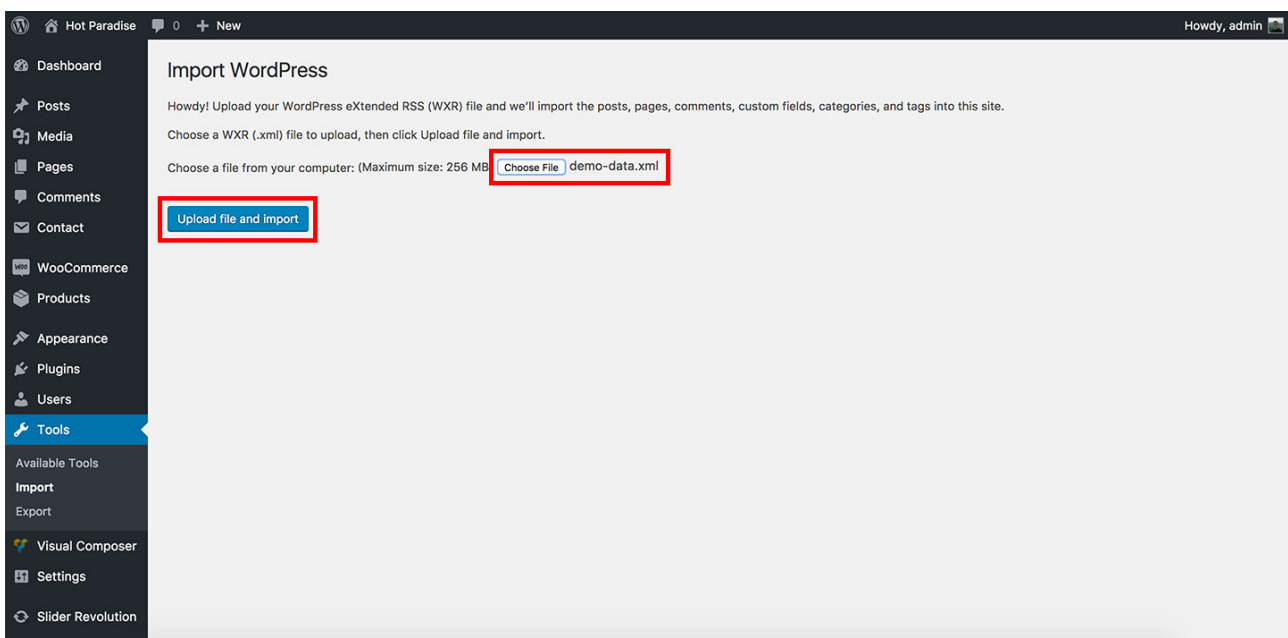 Hot Paradise 0 + New Howdy, admin
Dashboard
Posts
Media
Pages
Comments
Contact
WOO WooCommerce
Products
Appearance
Plugins
Users
Tools
Available Tools
Import
Export
Visual Composer
Settings
Slider Revolution
Import WordPress
Howdy! Upload your WordPress eXtended RSS (WXR) file and we'll import the posts, pages, comments, custom fields, categories, and tags into this site.
Choose a WXR (.xml) file to upload, then click Upload file and import.
Choose a file from your computer: (Maximum size: 256 MB Choose File demo-data.xml
Upload file and import